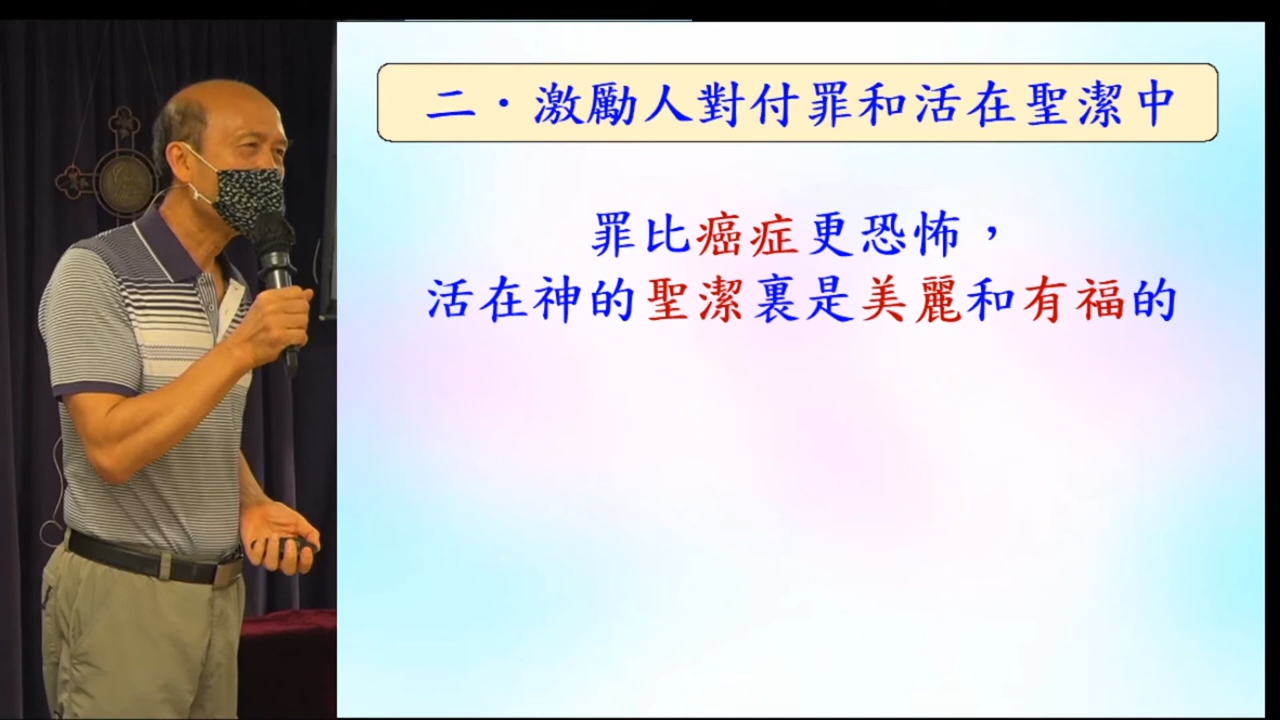 二．激勵人對付罪和活在聖潔中
罪比癌症更恐怖，
活在神的聖潔裏是美麗和有福的